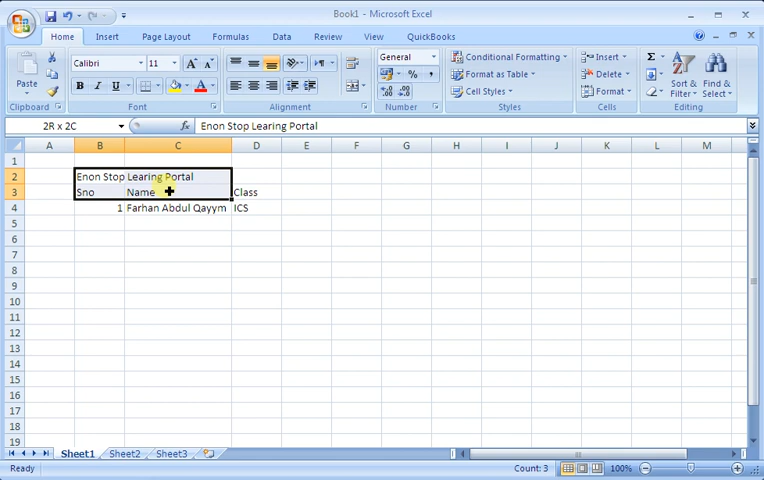 Book1 - Microsoft Excel
Home Insert Page Layout Formulas Data Review View QuickBooks
Paste
Calibri 11
B I U
General
Conditional Formatting
Format as Table
Cell Styles
Insert
Delete
Format
Sort & Filter
Find & Select
Clipboard Font Alignment Number Styles Cells Editing
2R x 2C fx Enon Stop Learing Portal
A B C D E F G H I J K L M
1
2 Enon Stop Learing Portal
3 Sno Name Class
4 1 Farhan Abdul Qayym ICS
5
6
7
8
9
10
11
12
13
14
15
16
17
18
19
Sheet1 Sheet2 Sheet3
Ready Count: 3 100%